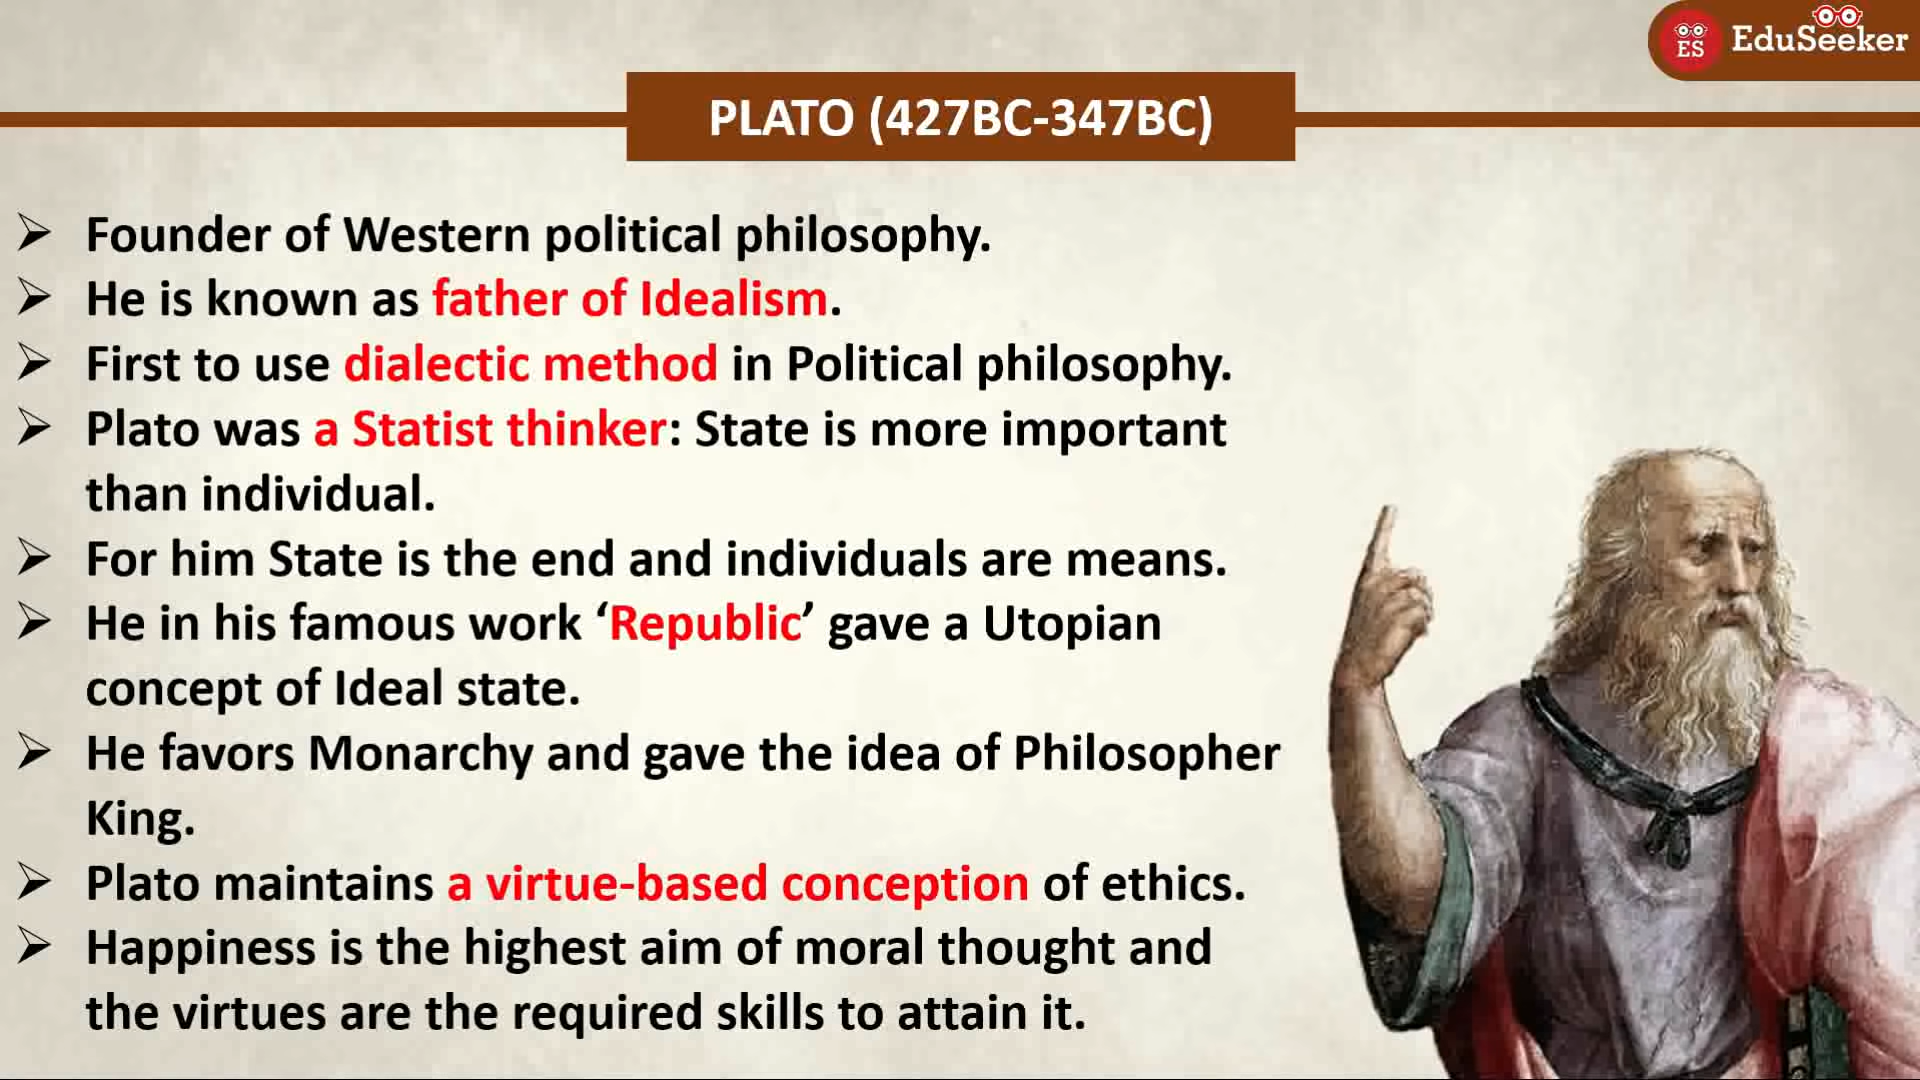 ES EduSeeker
PLATO (427BC-347BC)
➢ Founder of Western political philosophy.
➢ He is known as father of Idealism.
➢ First to use dialectic method in Political philosophy.
➢ Plato was a Statist thinker: State is more important
than individual.
➢ For him State is the end and individuals are means.
➢ He in his famous work ‘Republic’ gave a Utopian
concept of Ideal state.
➢ He favors Monarchy and gave the idea of Philosopher
King.
➢ Plato maintains a virtue-based conception of ethics.
➢ Happiness is the highest aim of moral thought and
the virtues are the required skills to attain it.